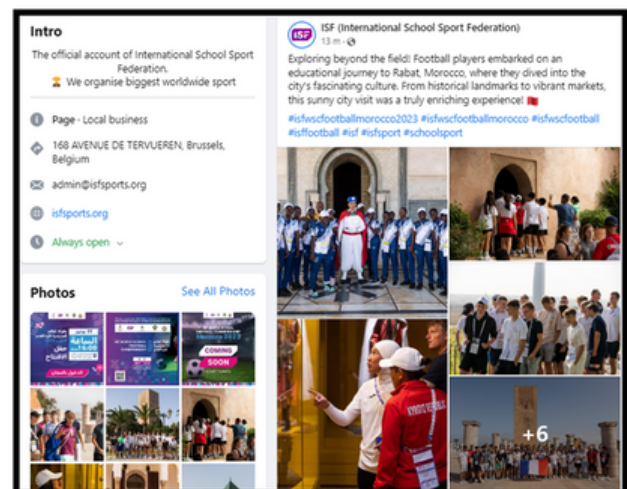 Intro
The official account of International School Sport
Federation.
We organise biggest worldwide sport
Page · Local business
168 AVENUE DE TERVUEREN, Brussels,
Belgium
admin@isfsports.org
isfsports.org
Always open
Photos
See All Photos
الساعة
16:00
COMING
SOON
ISF
ISF (International School Sport Federation)
13 m ·
Exploring beyond the field! Football players embarked on an
educational journey to Rabat, Morocco, where they dived into the
city's fascinating culture. From historical landmarks to vibrant markets,
this sunny city visit was a truly enriching experience!
#isfwscfootballmorocco2023 #isfwscfootballmorocco #isfwscfootball
#isffootball #isf #isfsport #schoolsport
+6